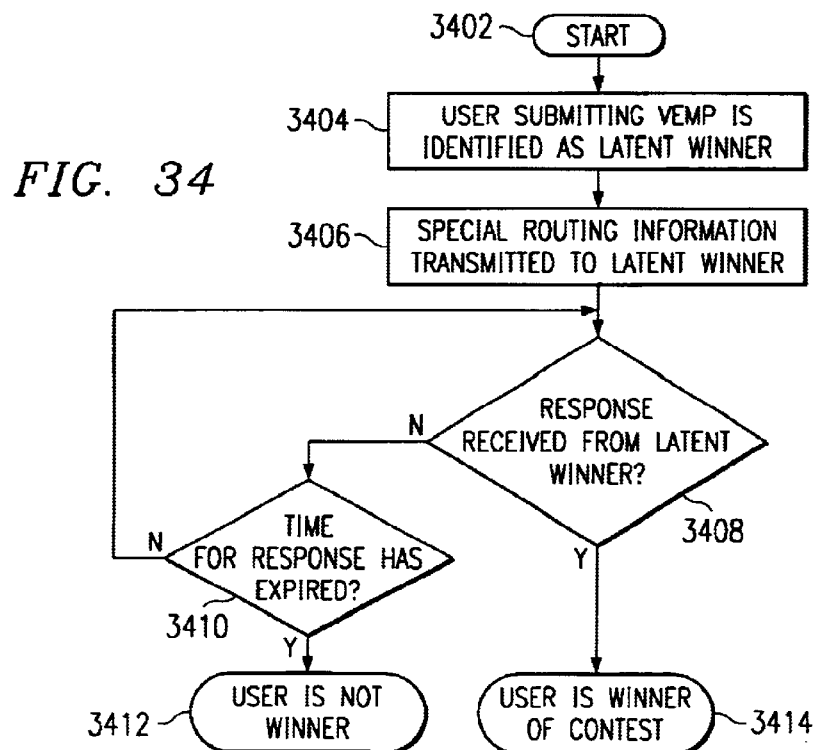 3402
START
3404
USER SUBMITTING VEMP IS
IDENTIFIED AS LATENT WINNER
FIG. 34
3406
SPECIAL ROUTING INFORMATION
TRANSMITTED TO LATENT WINNER
N
RESPONSE
RECEIVED FROM LATENT
WINNER?
3408
Y
N
TIME
FOR RESPONSE HAS
EXPIRED?
3410
Y
3412
USER IS NOT
WINNER
USER IS WINNER
OF CONTEST
3414